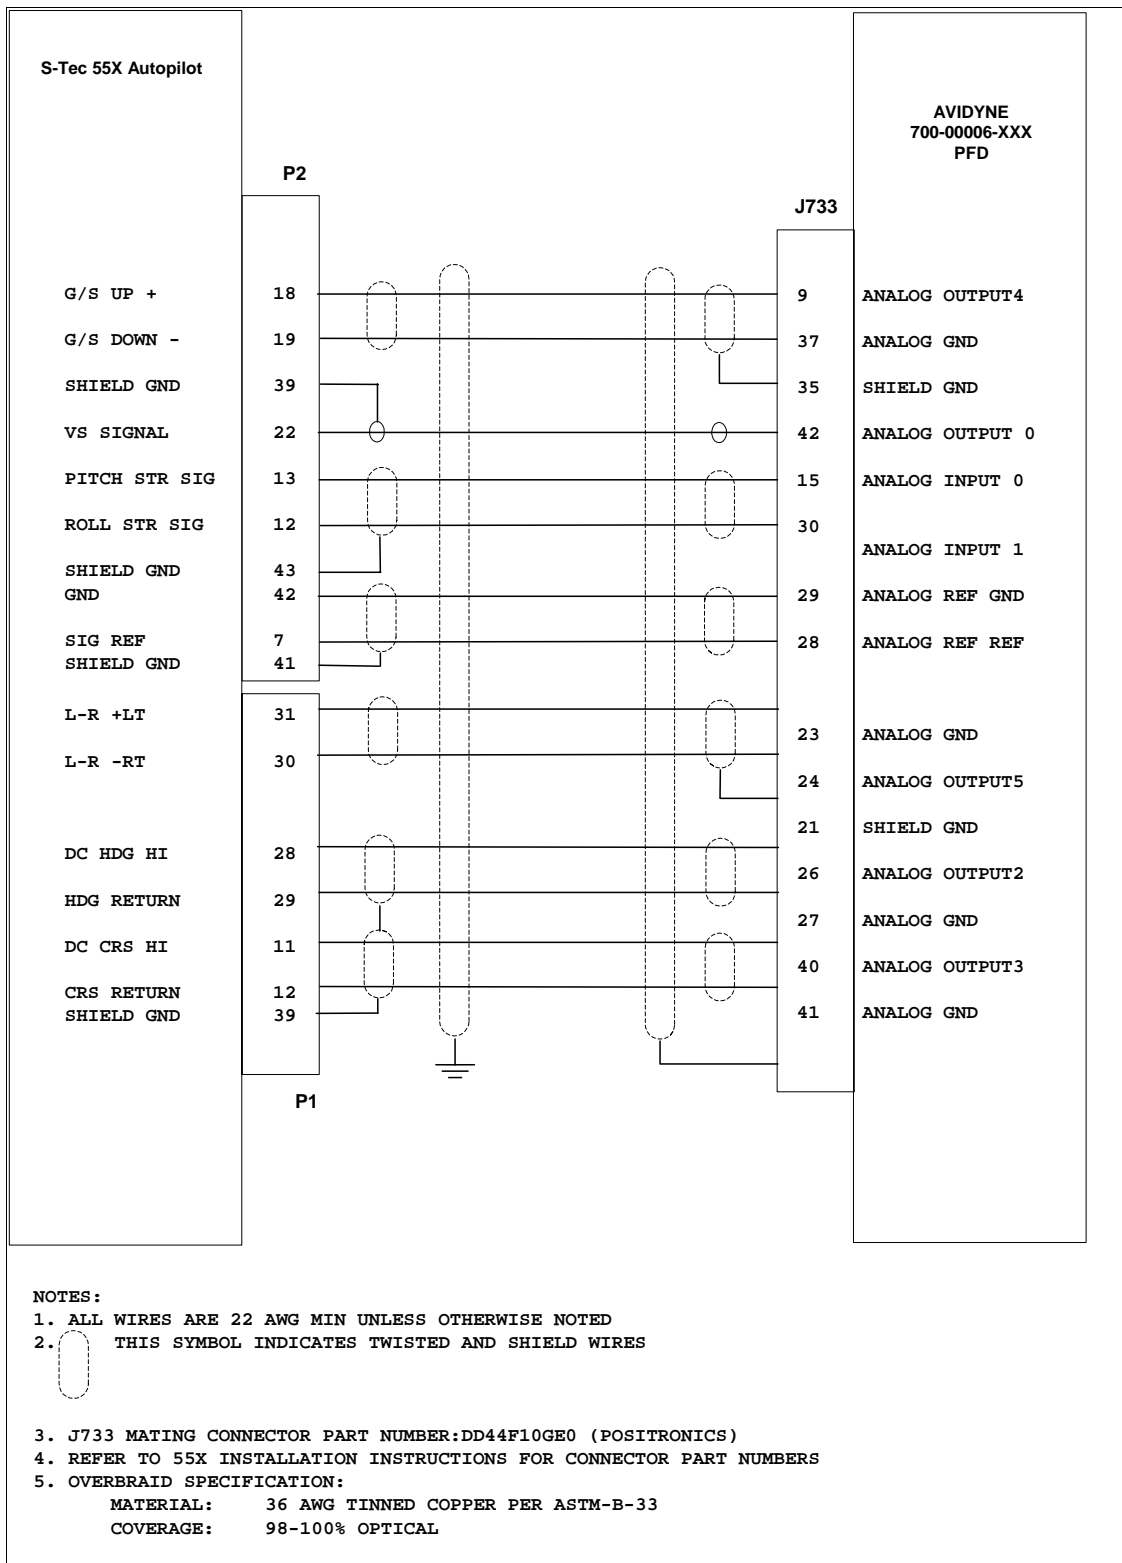 S-Tec 55X Autopilot
AVIDYNE
700-00006-XXX
PFD
P2
J733
G/S UP + 18 9 ANALOG OUTPUT4
G/S DOWN - 19 37 ANALOG GND
SHIELD GND 39 35 SHIELD GND
VS SIGNAL 22 42 ANALOG OUTPUT 0
PITCH STR SIG 13 15 ANALOG INPUT 0
ROLL STR SIG 12 30
ANALOG INPUT 1
SHIELD GND 43
GND 42 29 ANALOG REF GND
SIG REF 7 28 ANALOG REF REF
SHIELD GND 41
L-R +LT 31
23 ANALOG GND
L-R -RT 30
24 ANALOG OUTPUT5
21 SHIELD GND
DC HDG HI 28
26 ANALOG OUTPUT2
HDG RETURN 29
27 ANALOG GND
DC CRS HI 11
40 ANALOG OUTPUT3
CRS RETURN 12
SHIELD GND 39 41 ANALOG GND
P1
NOTES:
1. ALL WIRES ARE 22 AWG MIN UNLESS OTHERWISE NOTED
2. THIS SYMBOL INDICATES TWISTED AND SHIELD WIRES
3. J733 MATING CONNECTOR PART NUMBER:DD44F10GE0 (POSITRONICS)
4. REFER TO 55X INSTALLATION INSTRUCTIONS FOR CONNECTOR PART NUMBERS
5. OVERBRAID SPECIFICATION:
MATERIAL: 36 AWG TINNED COPPER PER ASTM-B-33
COVERAGE: 98-100% OPTICAL